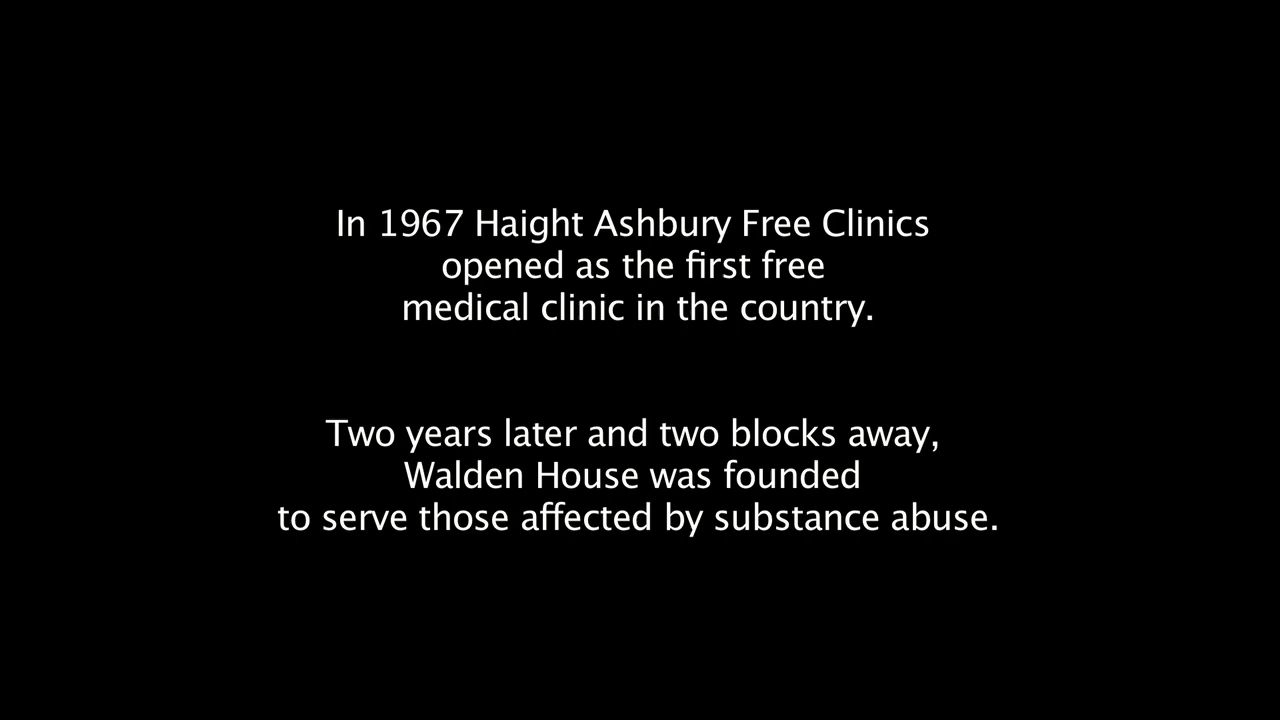 In 1967 Haight Ashbury Free Clinics
opened as the first free
medical clinic in the country.
Two years later and two blocks away,
Walden House was founded
to serve those affected by substance abuse.